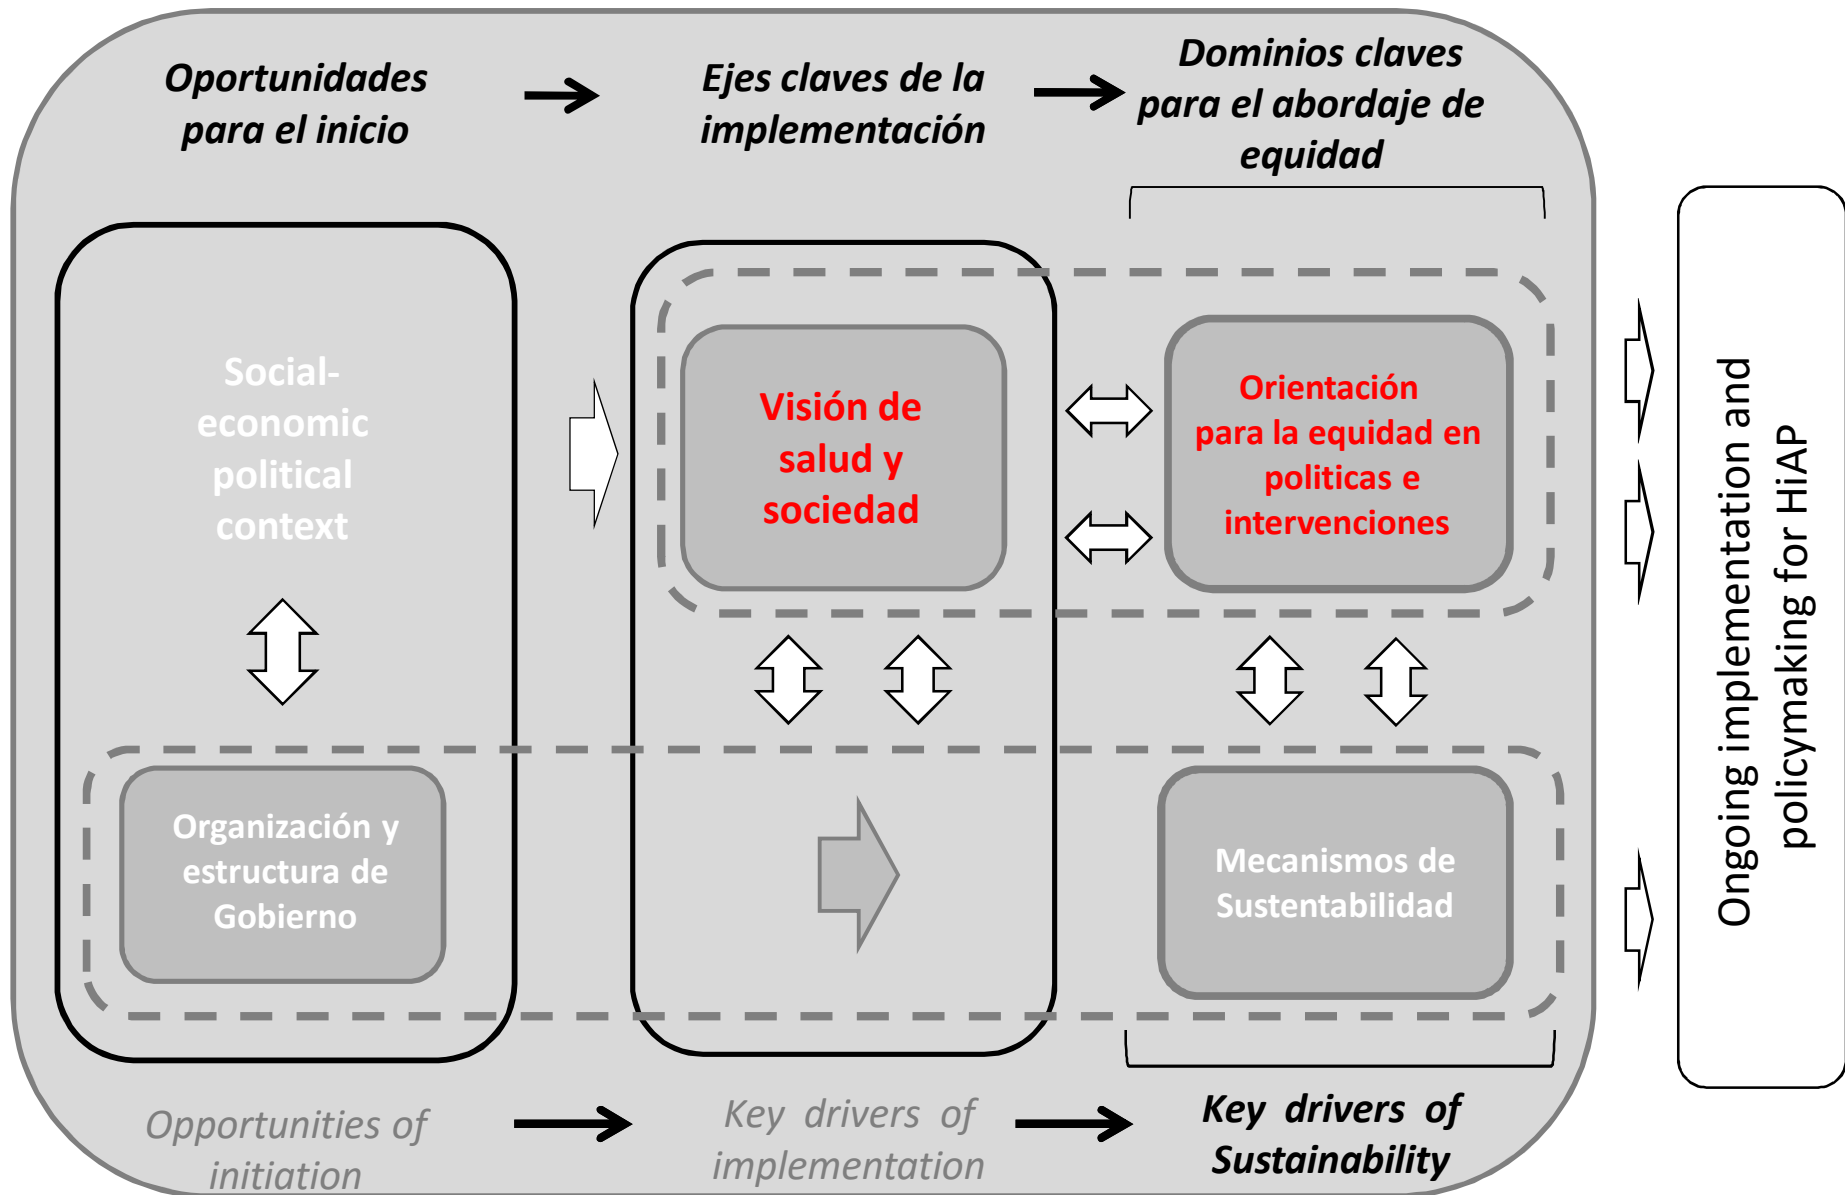 Oportunidades
para el inicio
Ejes claves de la
implementación
Dominios claves
para el abordaje de
equidad
Social-
economic
political
context
Visión de
salud y
sociedad
Orientación
para la equidad en
politicas e
intervenciones
Organización y
estructura de
Gobierno
Mecanismos de
Sustentabilidad
Opportunities of
initiation
Key drivers of
implementation
Key drivers of
Sustainability
Ongoing implementation and
policymaking for HiAP